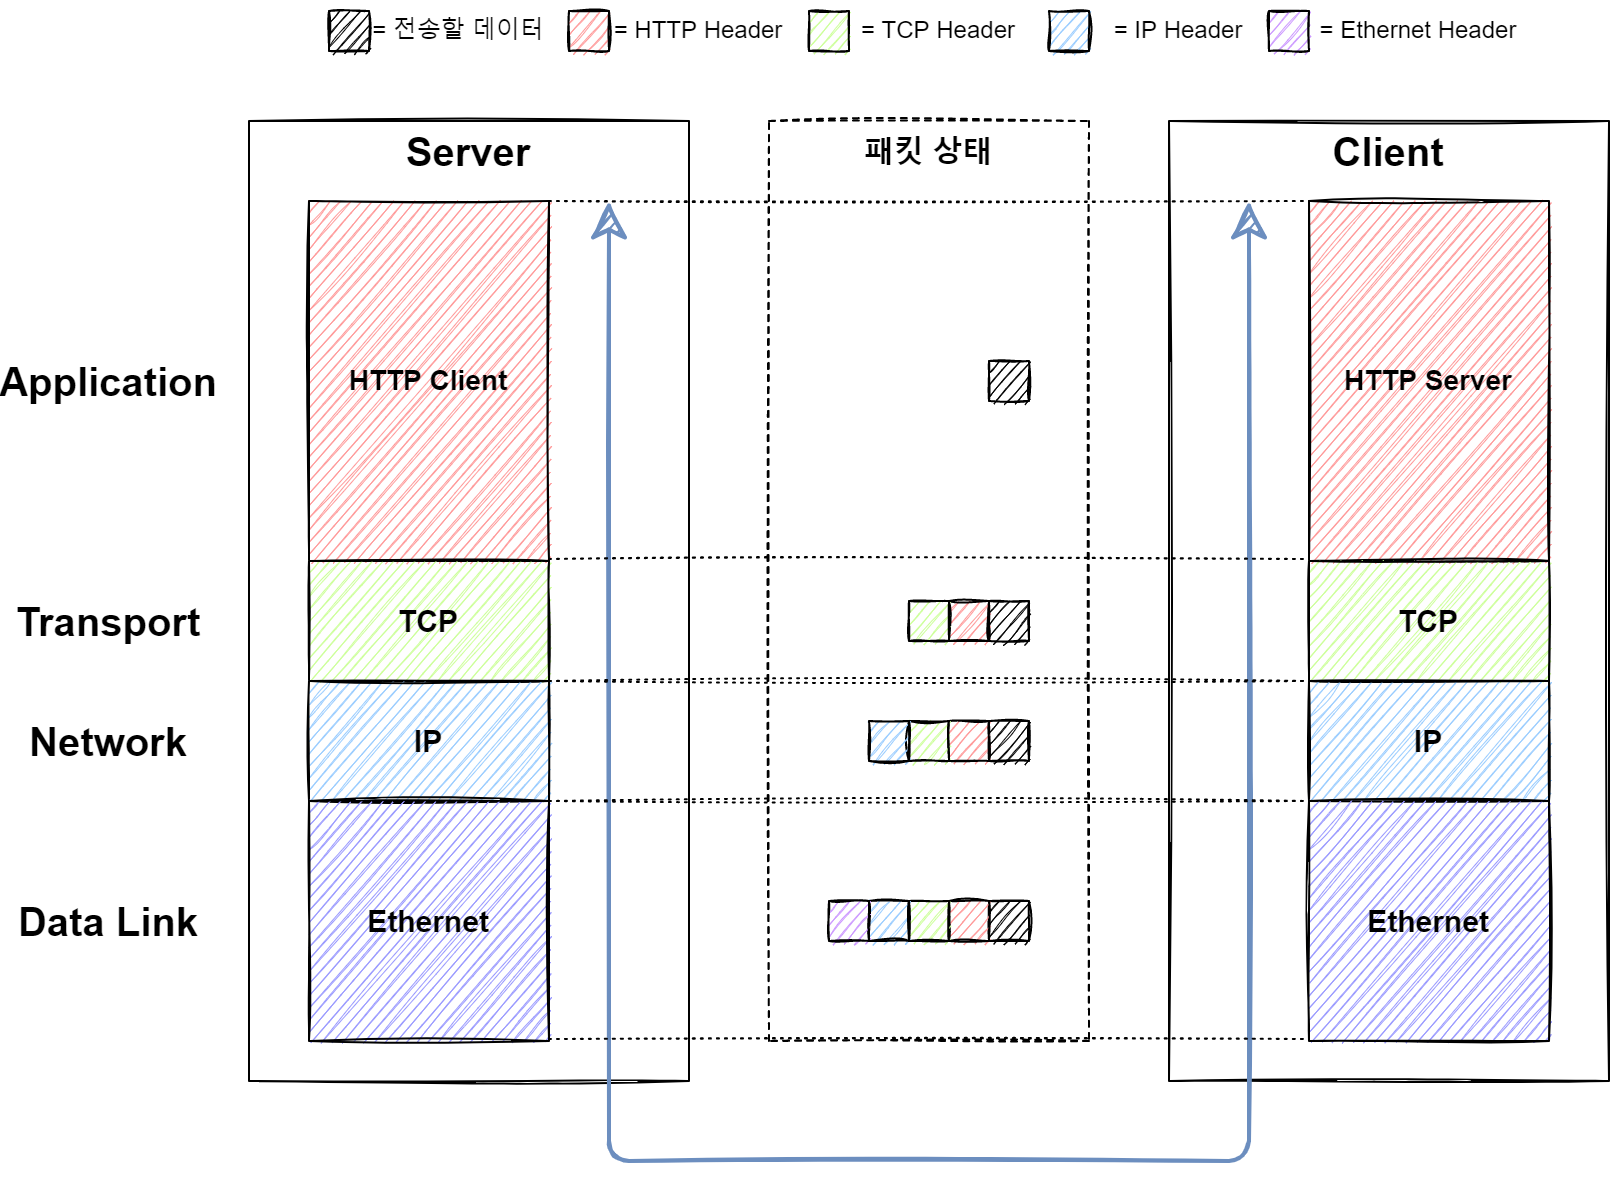 = 전송할 데이터 = HTTP Header = TCP Header = IP Header = Ethernet Header
Server 패킷 상태 Client
Application HTTP Client HTTP Server
Transport TCP TCP
Network IP IP
Data Link Ethernet Ethernet